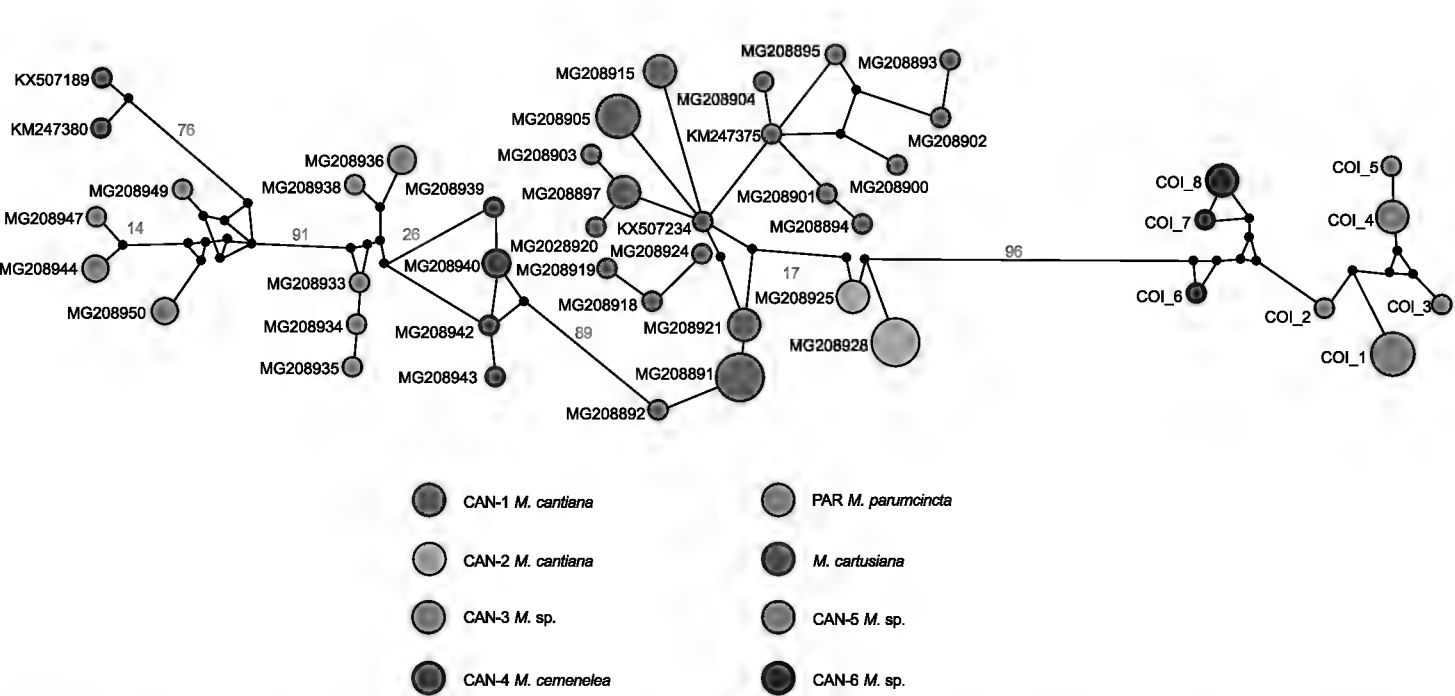 MG208895
MG208893
MG208915
KX507189
MG208904
MG208905
KM247380
76
KM247375
MG208902
MG208903
MG208936
COI_5
MG208949
MG208938
MG208939
MG208897
MG208900
COI_8
MG208901
MG208947
COI_7
COI_4
14
91
26
MG2028920
KX507234
MG208894
MG208924
96
MG208944
MG208940
MG208919
17
MG208933
MG208925
COI_6
MG208950
MG208918
COI_2
COI_3
MG208934
MG208942
89
MG208921
MG208928
COI_1
MG208935
MG208943
MG208891
MG208892
CAN-1 M. cantiana
PAR M. parumcincta
CAN-2 M. cantiana
M. cartusiana
CAN-3 M. sp.
CAN-5 M. sp.
CAN-4 M. cemenelea
CAN-6 M. sp.